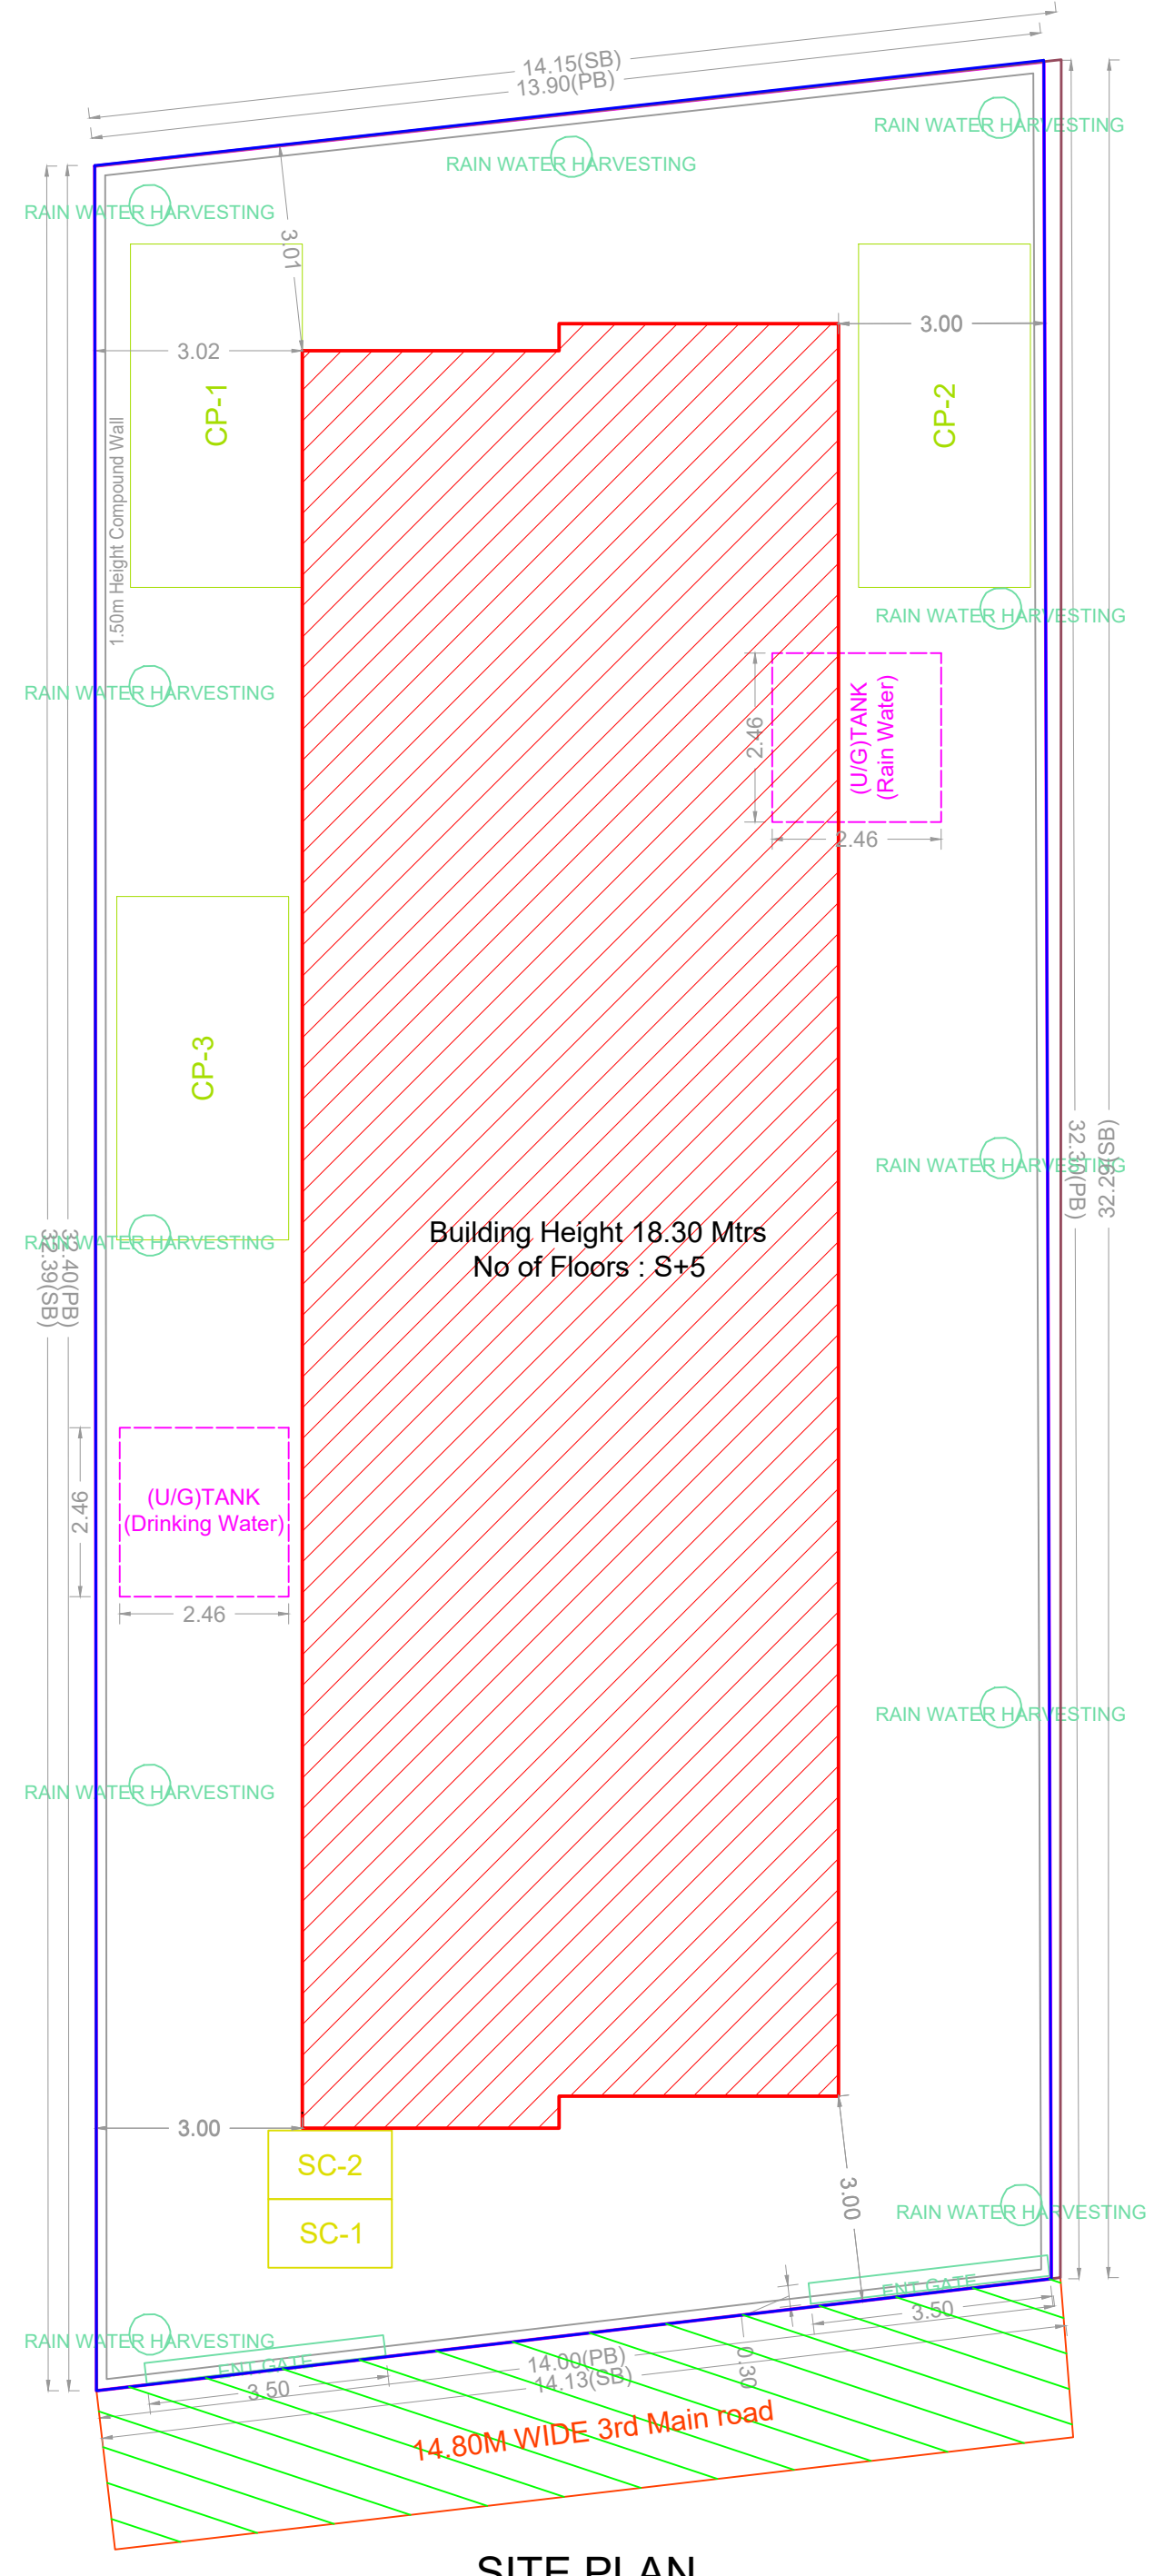 14.15(SB)
13.90(PB)
RAIN WATER HARVESTING
RAIN WATER HARVESTING
RAIN WATER HARVESTING
3.01
3.02
3.00
CP-1
CP-2
1.50m Height Compound Wall
RAIN WATER HARVESTING
RAIN WATER HARVESTING
2.46
(U/G)TANK
(Rain Water)
2.46
CP-3
RAIN WATER HARVESTING
32.30(PB)
32.29(SB)
RAIN WATER HARVESTING
32.39(SB)
32.40(PB)
Building Height 18.30 Mtrs
No of Floors : S+5
2.46
(U/G)TANK
(Drinking Water)
2.46
RAIN WATER HARVESTING
RAIN WATER HARVESTING
3.00
SC-2
SC-1
3.00
RAIN WATER HARVESTING
ENT.GATE
3.50
RAIN WATER HARVESTING
ENT.GATE
3.50
14.00(PB)
14.13(SB)
0.30
14.80M WIDE 3rd Main road
SITE PLAN